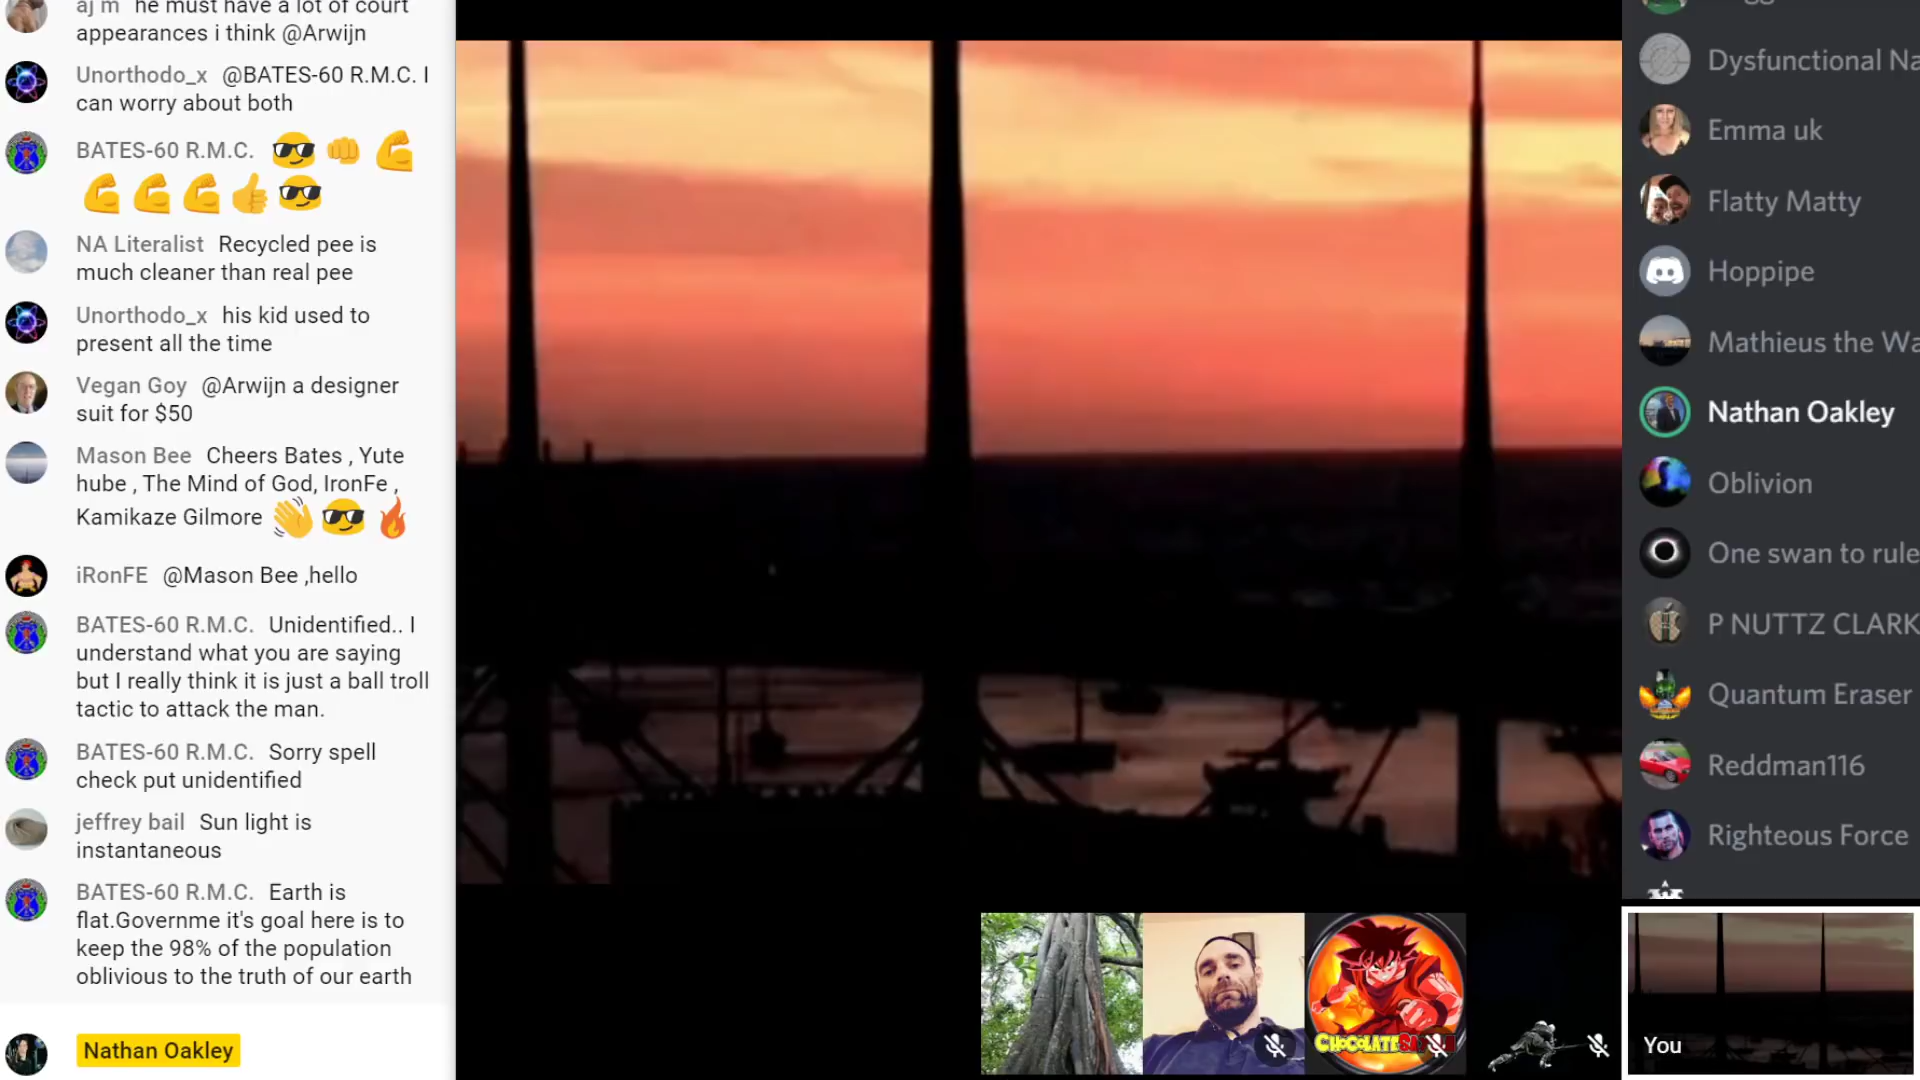 aj m he must have a lot of court
appearances i think @Arwijn
Unorthodo_x @BATES-60 R.M.C. I
can worry about both
BATES-60 R.M.C. 😎 👊 💪
💪 💪 💪 👍 😎
NA Literalist Recycled pee is
much cleaner than real pee
Unorthodo_x his kid used to
present all the time
Vegan Goy @Arwijn a designer
suit for $50
Mason Bee Cheers Bates , Yute
hube , The Mind of God, IronFe ,
Kamikaze Gilmore 👋 😎 🔥
iRonFE @Mason Bee ,hello
BATES-60 R.M.C. Unidentified.. I
understand what you are saying
but I really think it is just a ball troll
tactic to attack the man.
BATES-60 R.M.C. Sorry spell
check put unidentified
jeffrey bail Sun light is
instantaneous
BATES-60 R.M.C. Earth is
flat.Governme it's goal here is to
keep the 98% of the population
oblivious to the truth of our earth
Nathan Oakley
CHOCOLATE
You
Dysfunctional Na
Emma uk
Flatty Matty
Hoppipe
Mathieus the Wa
Nathan Oakley
Oblivion
One swan to rule
P NUTTZ CLARK
Quantum Eraser
Reddman116
Righteous Force